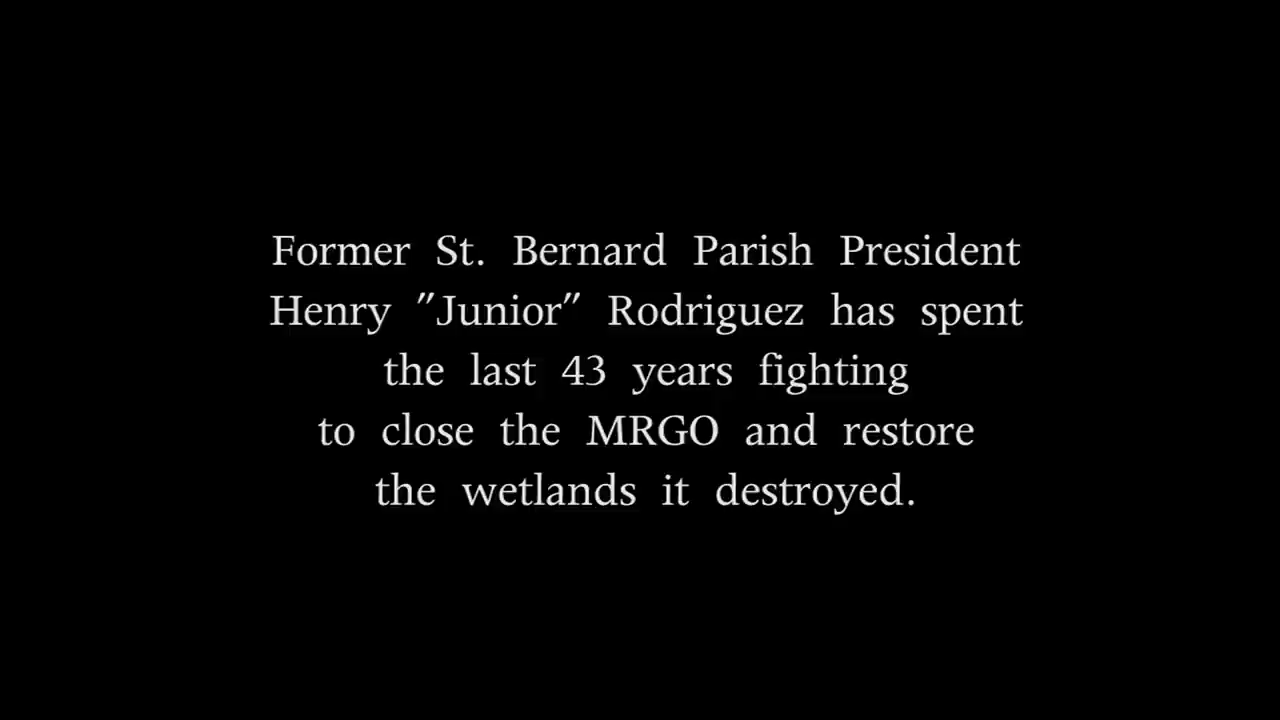 Former St. Bernard Parish President
Henry "Junior" Rodriguez has spent
the last 43 years fighting
to close the MRGO and restore
the wetlands it destroyed.